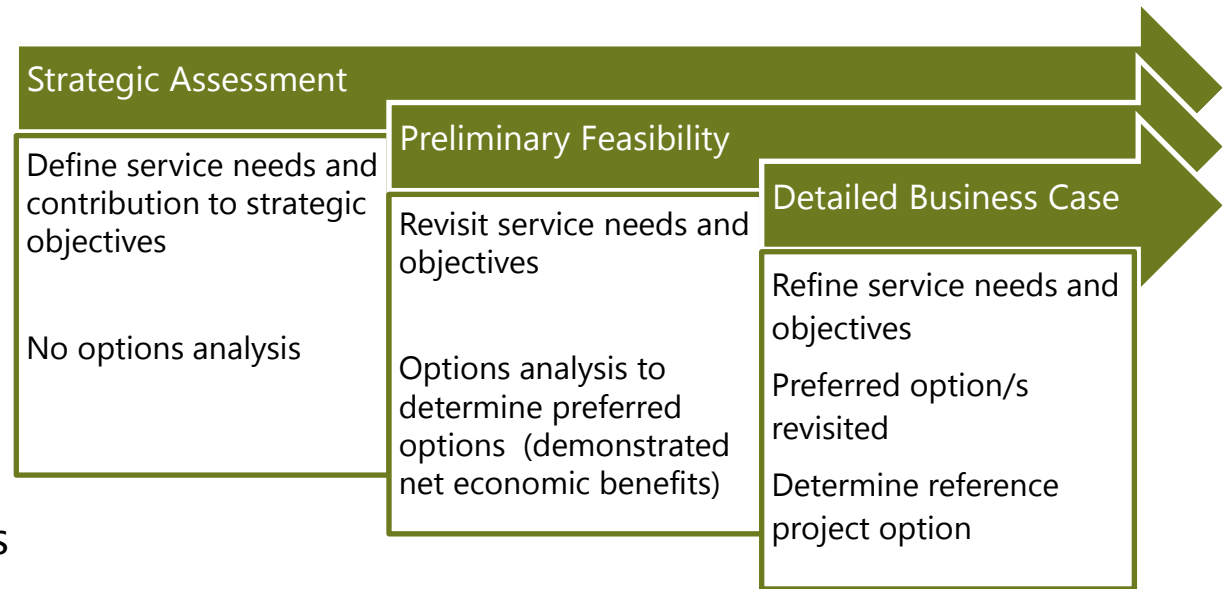 Strategic Assessment
Define service needs and
contribution to strategic
objectives
No options analysis
Preliminary Feasibility
Revisit service needs and
objectives
Options analysis to
determine preferred
options (demonstrated
net economic benefits)
Detailed Business Case
Refine service needs and
objectives
Preferred option/s
revisited
Determine reference
project option
s